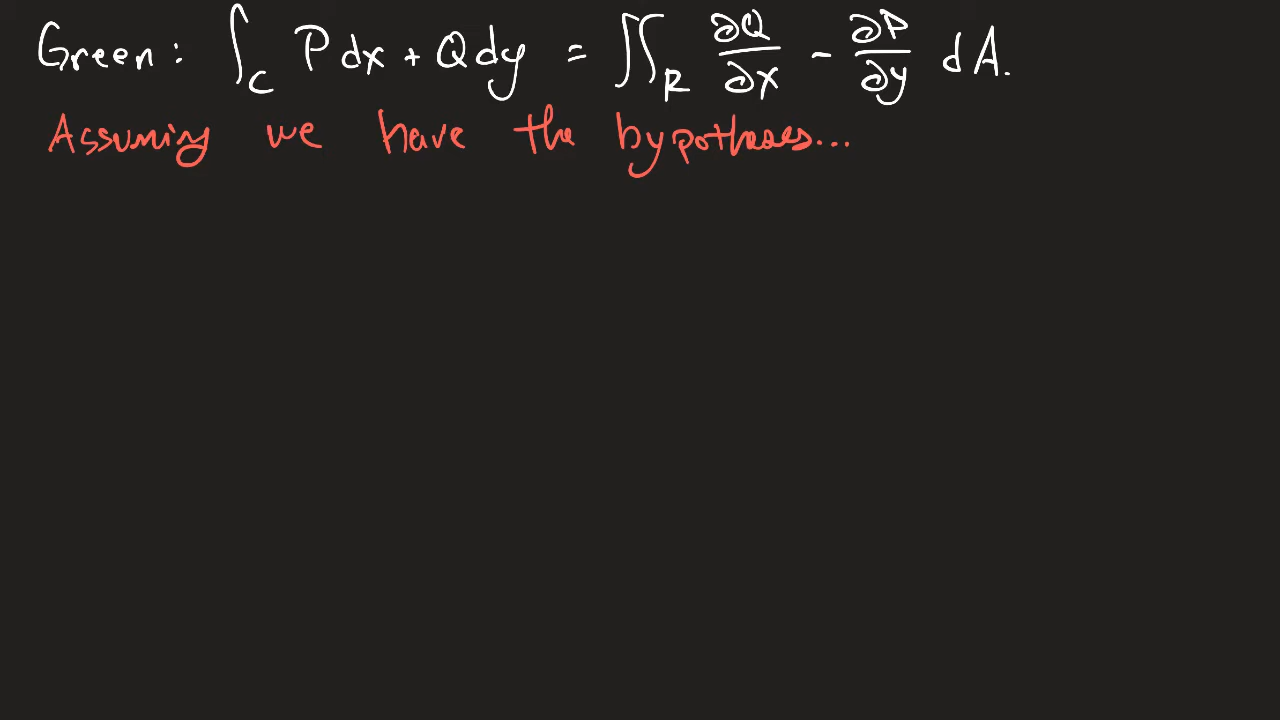 Green: ∫_C P dx + Q dy = ∬_R ∂Q/∂x - ∂P/∂y dA.
Assuming we have the hypotheses...